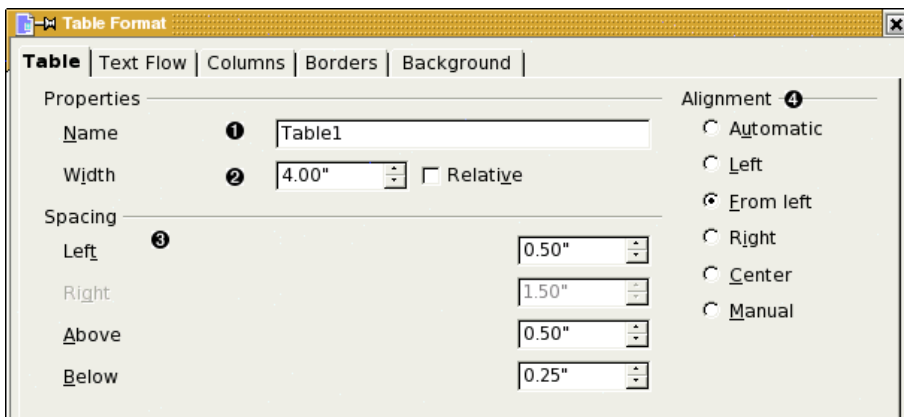 Table Format
Table Text Flow Columns Borders Background
Properties
Name ❶ Table1
Width ❷ 4.00" Relative
Spacing
Left ❸ 0.50"
Right 1.50"
Above 0.50"
Below 0.25"
Alignment ❹
Automatic
Left
From left
Right
Center
Manual